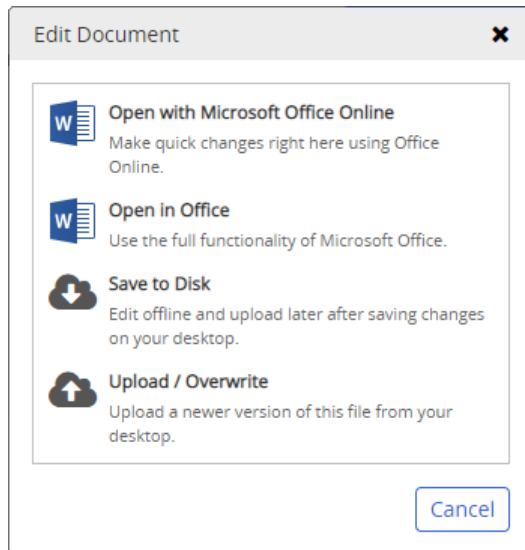 Edit Document
Open with Microsoft Office Online
Make quick changes right here using Office
Online.
Open in Office
Use the full functionality of Microsoft Office.
Save to Disk
Edit offline and upload later after saving changes
on your desktop.
Upload / Overwrite
Upload a newer version of this file from your
desktop.
Cancel